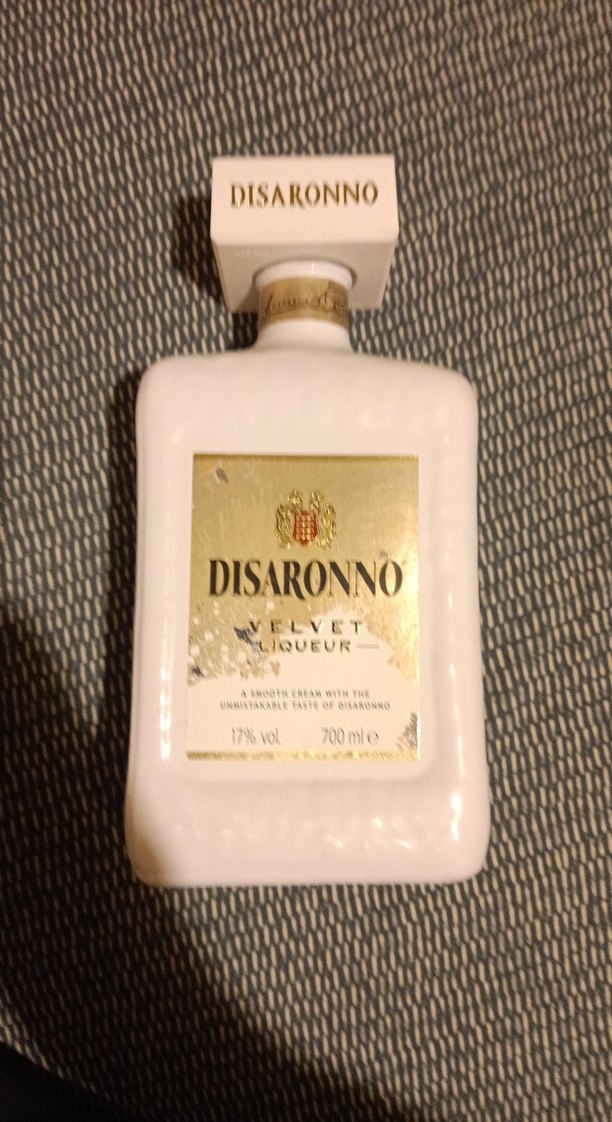 DISARONNO
DISARONNO
VELVET
LIQUEUR
A SMOOTH CREAM WITH THE
UNMISTAKABLE TASTE OF DISARONNO
17% vol. 700 ml ℮